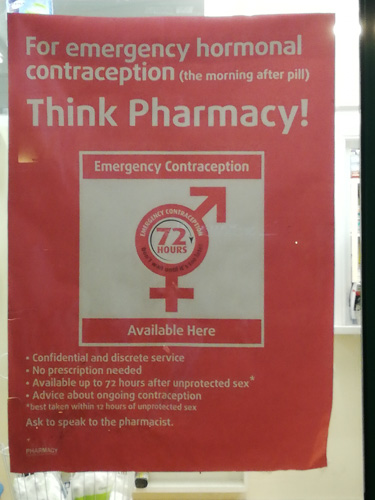 For emergency hormonal
contraception (the morning after pill)
Think Pharmacy!
Emergency Contraception
EMERGENCY CONTRACEPTION
72
HOURS
Available Here
• Confidential and discrete service
• No prescription needed
• Available up to 72 hours after unprotected sex*
• Advice about ongoing contraception
*best taken within 12 hours of unprotected sex
Ask to speak to the pharmacist.
PHARMACY